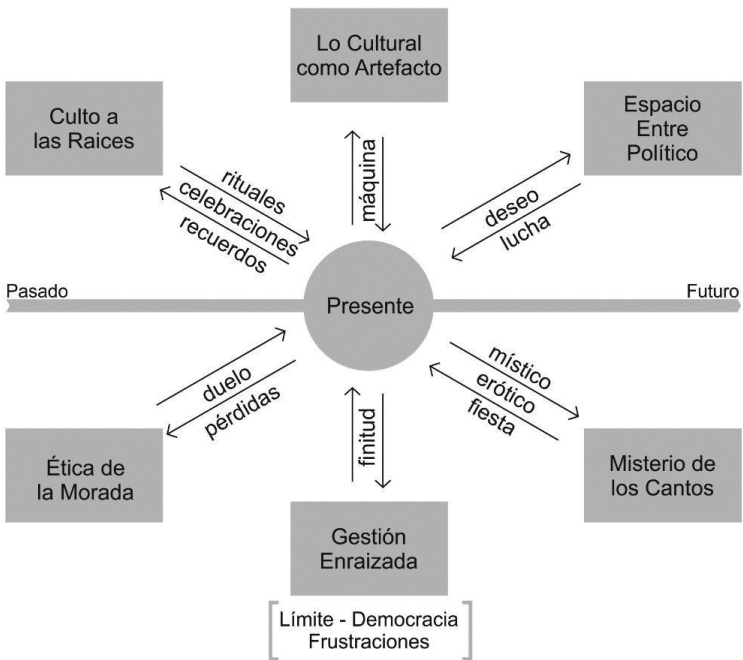 Lo Cultural
como Artefacto
Culto a
las Raices
Espacio
Entre
Político
rituales
celebraciones
recuerdos
máquina
deseo
lucha
Pasado
Presente
Futuro
duelo
pérdidas
finitud
místico
erótico
fiesta
Ética de
la Morada
Gestión
Enraizada
Misterio de
los Cantos
Límite - Democracia
Frustraciones